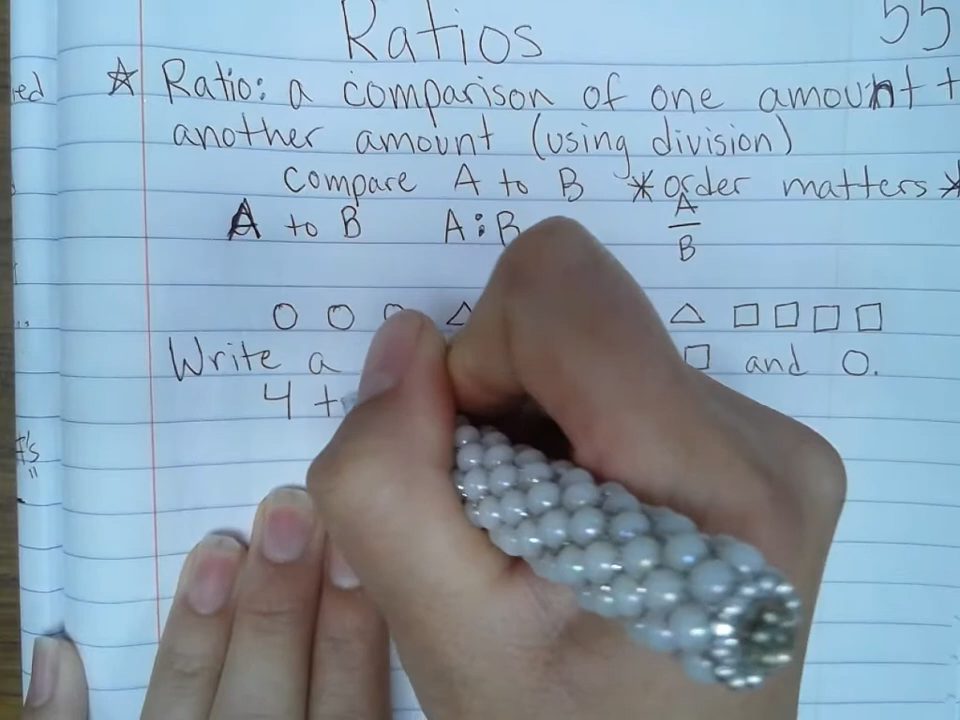 Ratios 55
ed ☆ Ratio: a comparison of one amount
another amount (using division)
Compare A to B *order matters*
A to B A:B A/B
Write a □ and O.
4